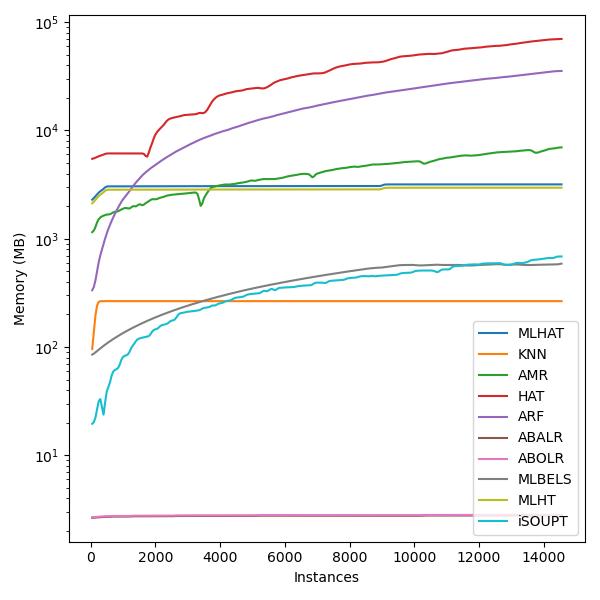 10^5
10^4
10^3
10^2
10^1
Memory (MB)
0 2000 4000 6000 8000 10000 12000 14000
Instances
MLHAT
KNN
AMR
HAT
ARF
ABALR
ABOLR
MLBELS
MLHT
iSOUPT